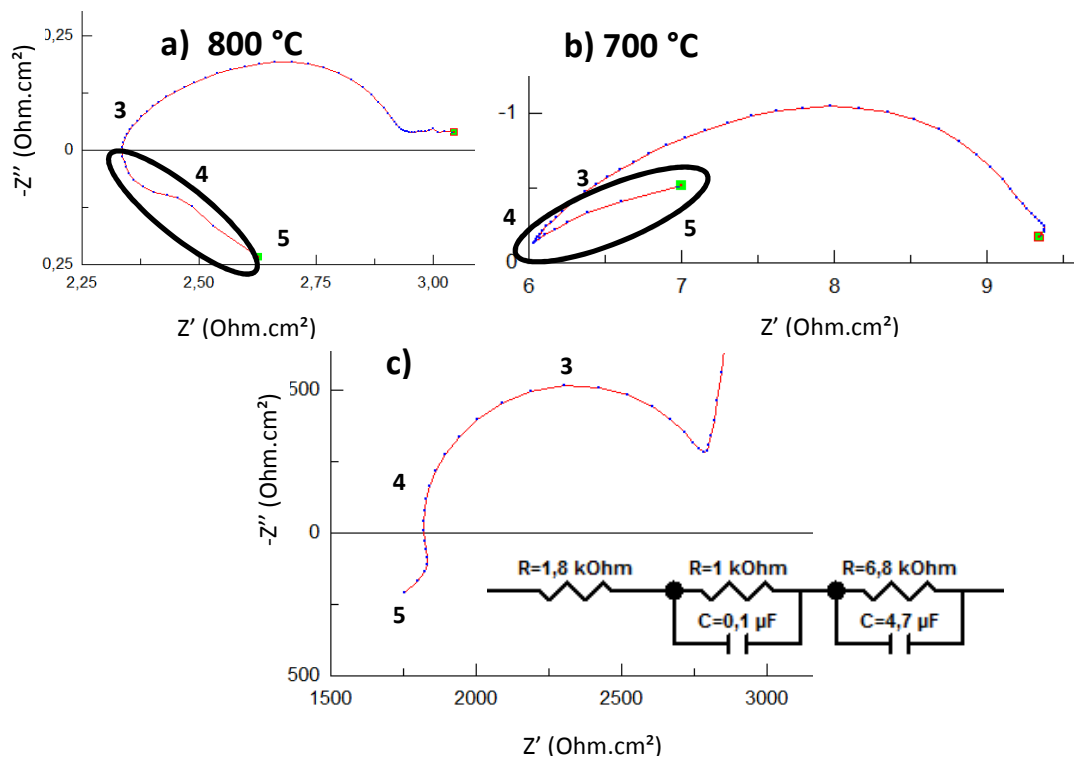 a) 800 °C
0,25
3
0
4
5
0,25
2,25
2,50
2,75
3,00
-Z'' (Ohm.cm²)
Z' (Ohm.cm²)
b) 700 °C
-1
3
4
5
0
6
7
8
9
Z' (Ohm.cm²)
c)
3
500
4
0
5
500
1500
2000
2500
3000
-Z'' (Ohm.cm²)
Z' (Ohm.cm²)
R=1,8 kOhm
R=1 kOhm
R=6,8 kOhm
C=0,1 µF
C=4,7 µF